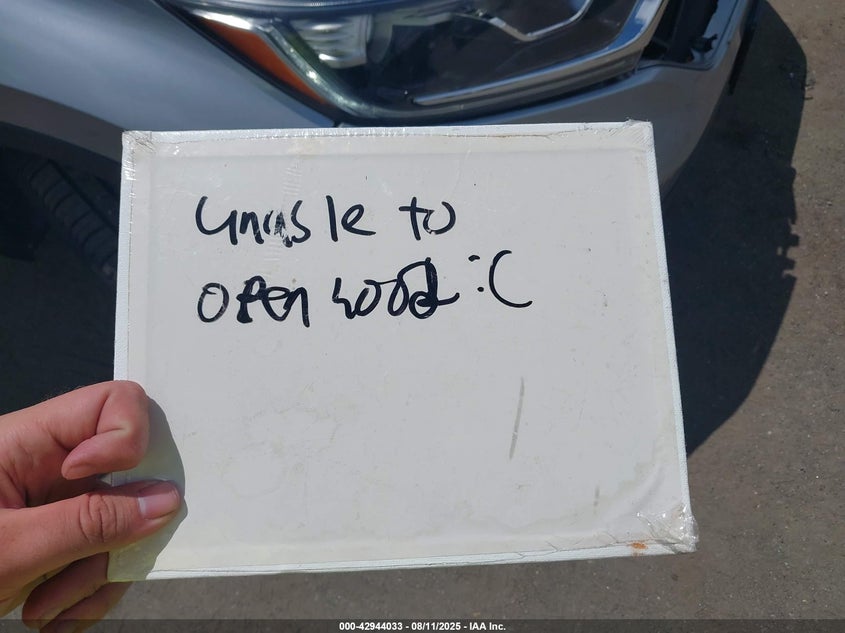 Unable to
open hood :(
000-42944033 - 08/11/2025 - IAA Inc.